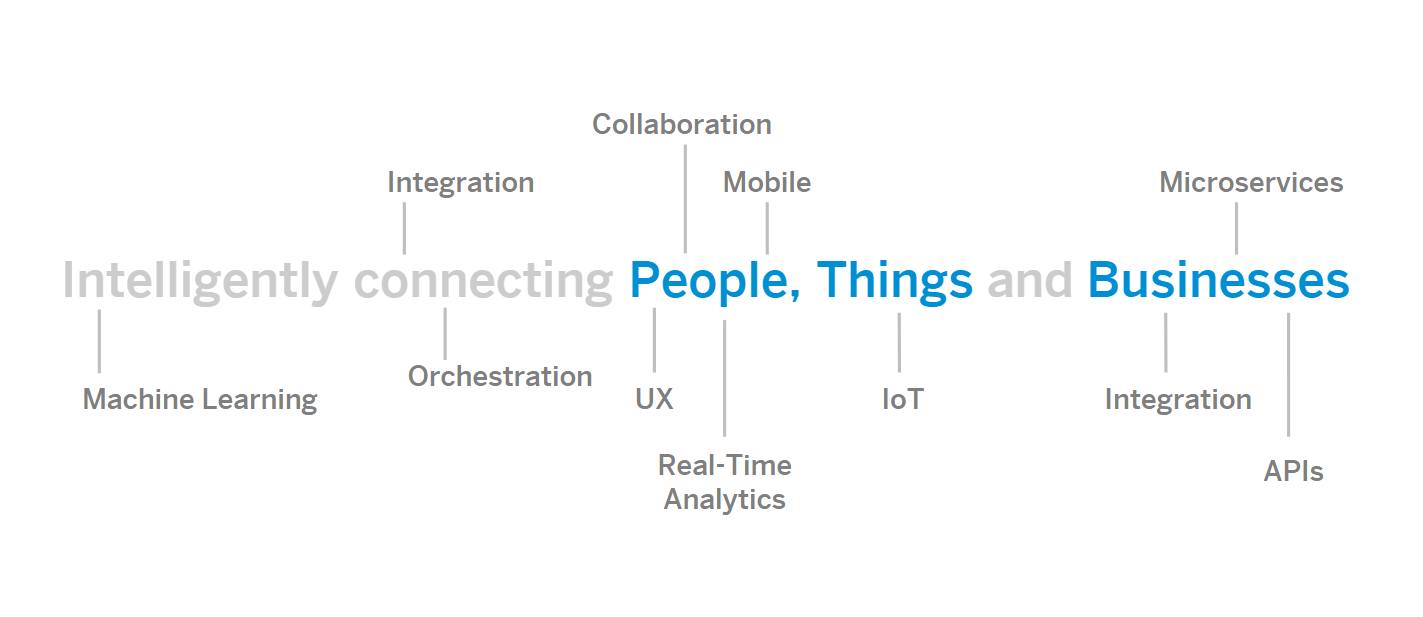 Collaboration
Integration
Mobile
Microservices
Intelligently connecting People, Things and Businesses
Orchestration
Machine Learning
UX
IoT
Integration
Real-Time
Analytics
APIs